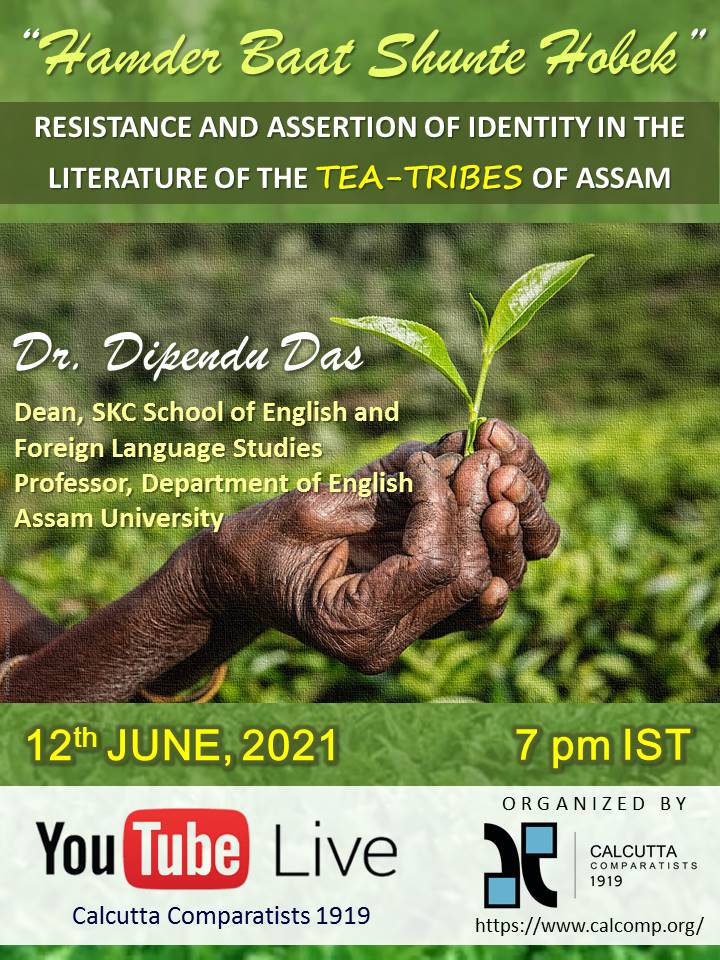 “Hamder Baat Shunte Hobek”
RESISTANCE AND ASSERTION OF IDENTITY IN THE
LITERATURE OF THE TEA-TRIBES OF ASSAM
Dr. Dipendu Das
Dean, SKC School of English and
Foreign Language Studies
Professor, Department of English
Assam University
12th JUNE, 2021
7 pm IST
YouTube Live
Calcutta Comparatists 1919
ORGANIZED BY
CALCUTTA
COMPARATISTS
1919
https://www.calcomp.org/